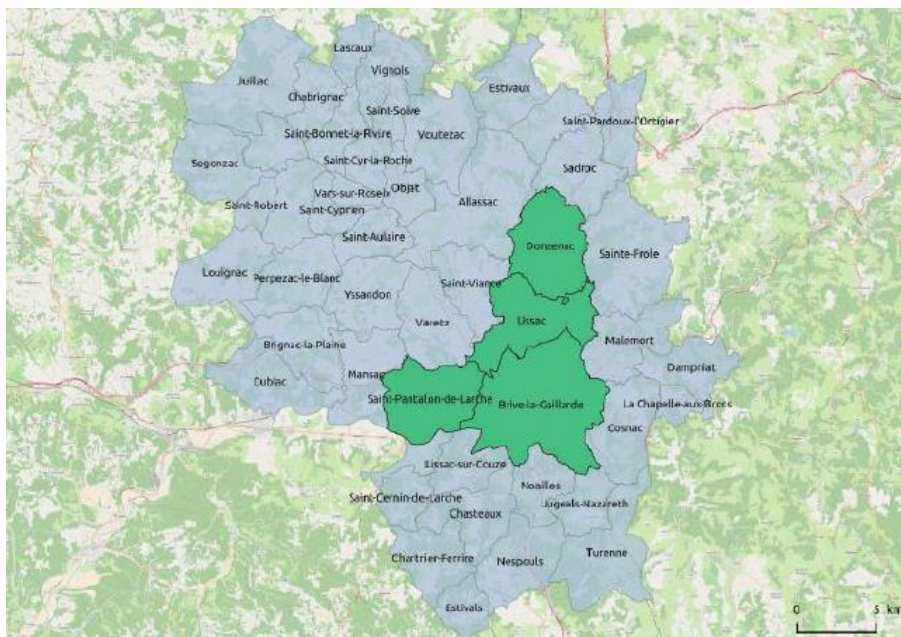 Lascaux
Vignols
Juillac
Chabrignac
Estivaux
Saint-Solve
Saint-Pardoux-l'Ortigier
Saint-Bonnet-la-Rivire
Voutezac
Segonzac
Saint-Cyr-la-Roche
Sadroc
Vars-sur-Roseix
Objat
Saint-Robert
Saint-Cyprien
Allassac
Saint-Aulaire
Donzenac
Sainte-Frole
Louignac
Perpezac-le-Blanc
Saint-Viance
Yssandon
Varetz
Ussac
Malemort
Brignac-la-Plaine
Dampniat
Cublac
Mansac
Saint-Pantalon-de-Larche
Brive-la-Gaillarde
La Chapelle-aux-Brocs
Cosnac
Lissac-sur-Couze
Noailles
Saint-Cernin-de-Larche
Jugeals-Nazareth
Chasteaux
Chartrier-Ferrire
Nespouls
Turenne
Estivals
0 5 km